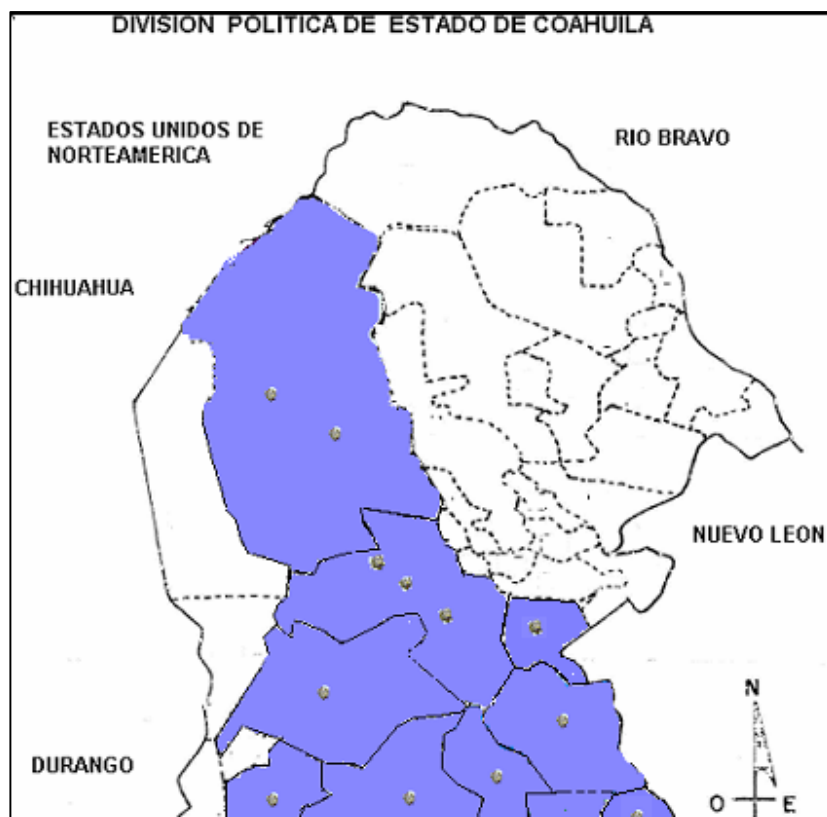 DIVISION POLITICA DE ESTADO DE COAHUILA
ESTADOS UNIDOS DE
NORTEAMERICA
RIO BRAVO
CHIHUAHUA
NUEVO LEON
N
DURANGO
O
E